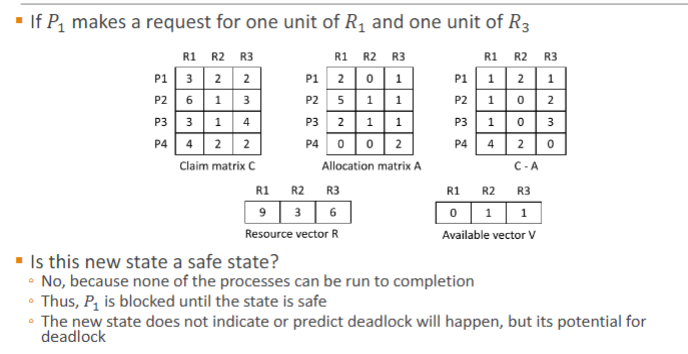 ▪ If P₁ makes a request for one unit of R₁ and one unit of R₃
R1 R2 R3 R1 R2 R3 R1 R2 R3
P1 3 2 2 P1 2 0 1 P1 1 2 1
P2 6 1 3 P2 5 1 1 P2 1 0 2
P3 3 1 4 P3 2 1 1 P3 1 0 3
P4 4 2 2 P4 0 0 2 P4 4 2 0
Claim matrix C Allocation matrix A C - A
R1 R2 R3 R1 R2 R3
9 3 6 0 1 1
Resource vector R Available vector V
▪ Is this new state a safe state?
◦ No, because none of the processes can be run to completion
◦ Thus, P₁ is blocked until the state is safe
◦ The new state does not indicate or predict deadlock will happen, but its potential for
deadlock